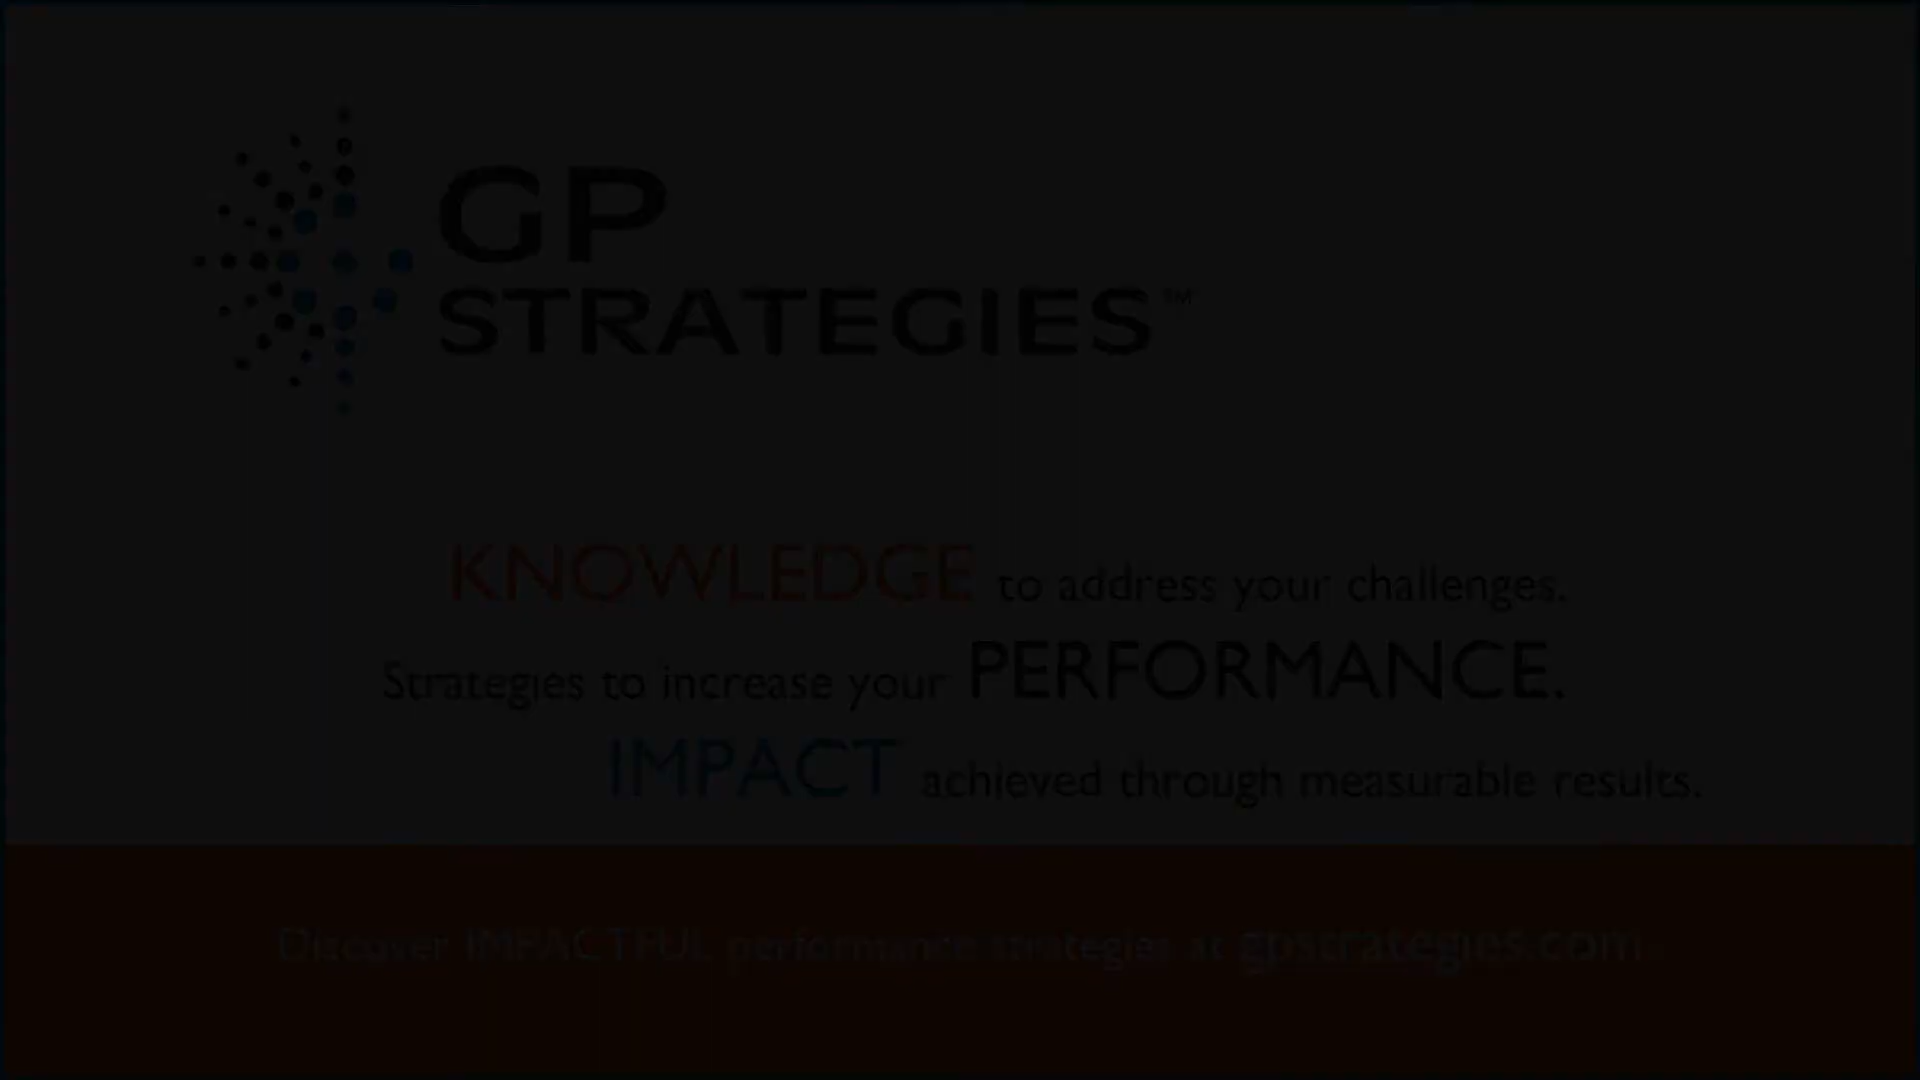 GP
STRATEGIES™
KNOWLEDGE to address your challenges.
Strategies to increase your PERFORMANCE.
IMPACT achieved through measurable results.
Discover IMPACTFUL performance strategies at gpstrategies.com